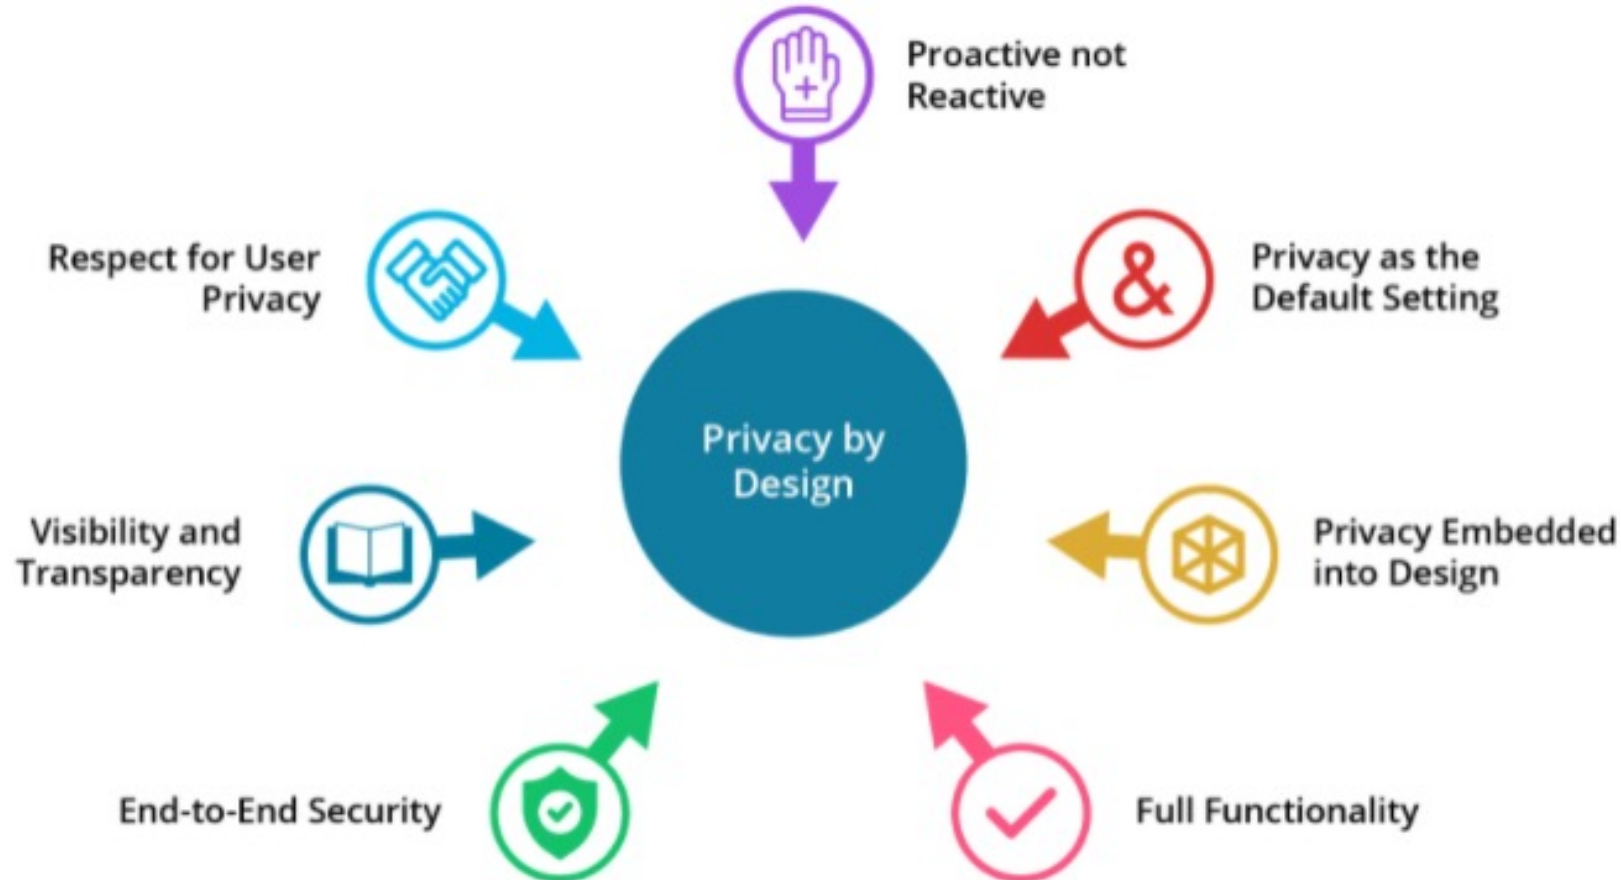 Proactive not
Reactive
Respect for User
Privacy
&
Privacy as the
Default Setting
Privacy by
Design
Visibility and
Transparency
Privacy Embedded
into Design
End-to-End Security
Full Functionality